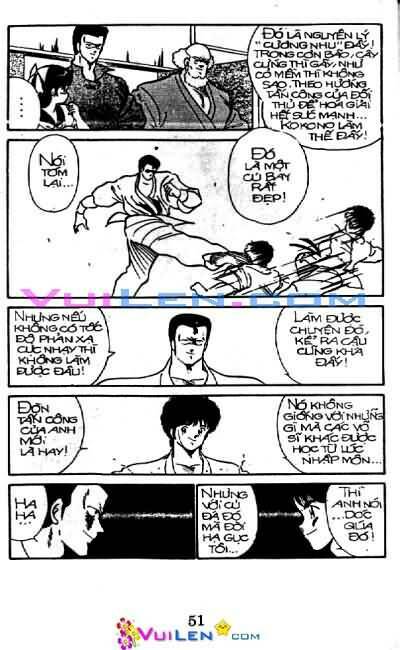 ĐÓ LÀ NGUYÊN LÝ
"CƯƠNG NHU" ĐẤY!
TRONG CƠN BÃO, CÂY
CỨNG THÌ GÃY, NHƯ
CỎ MỀM THÌ KHÔNG
SAO. THEO HƯỚNG
TẤN CÔNG CỦA ĐỐI
THỦ ĐỂ HÓA GIẢI
HẾT SỨC MẠNH...
KOKONO LÀM
THẾ ĐẤY!
NÓI
TÓM
LẠI...
ĐÓ
LÀ MỘT
CÚ BAY
RẤT
ĐẸP!
NHƯNG NẾU
KHÔNG CÓ TỐC
ĐỘ PHẢN XẠ
CỰC NHẠY THÌ
KHÔNG LÀM
ĐƯỢC ĐÂU!
LÀM ĐƯỢC
CHUYỆN ĐÓ,
KỂ RA CẬU
CŨNG KHÁ
ĐẤY!
VuiLen.com
ĐÒN
TẤN CÔNG
CỦA ANH
MỚI
LÀ HAY!
NÓ KHÔNG
GIỐNG VỚI NHỮNG
GÌ MÀ CÁC VÕ
SĨ KHÁC ĐƯỢC
HỌC TỪ LÚC
NHẬP MÔN...
HA
HA...
NHƯNG
VỚI CÚ
ĐÁ ĐÓ
MÀ ĐÒI
HẠ GỤC
TÔI...
THÌ
ANH NÓI
...DÓC
GIÙA
ĐÓ!
51
VuiLen.com